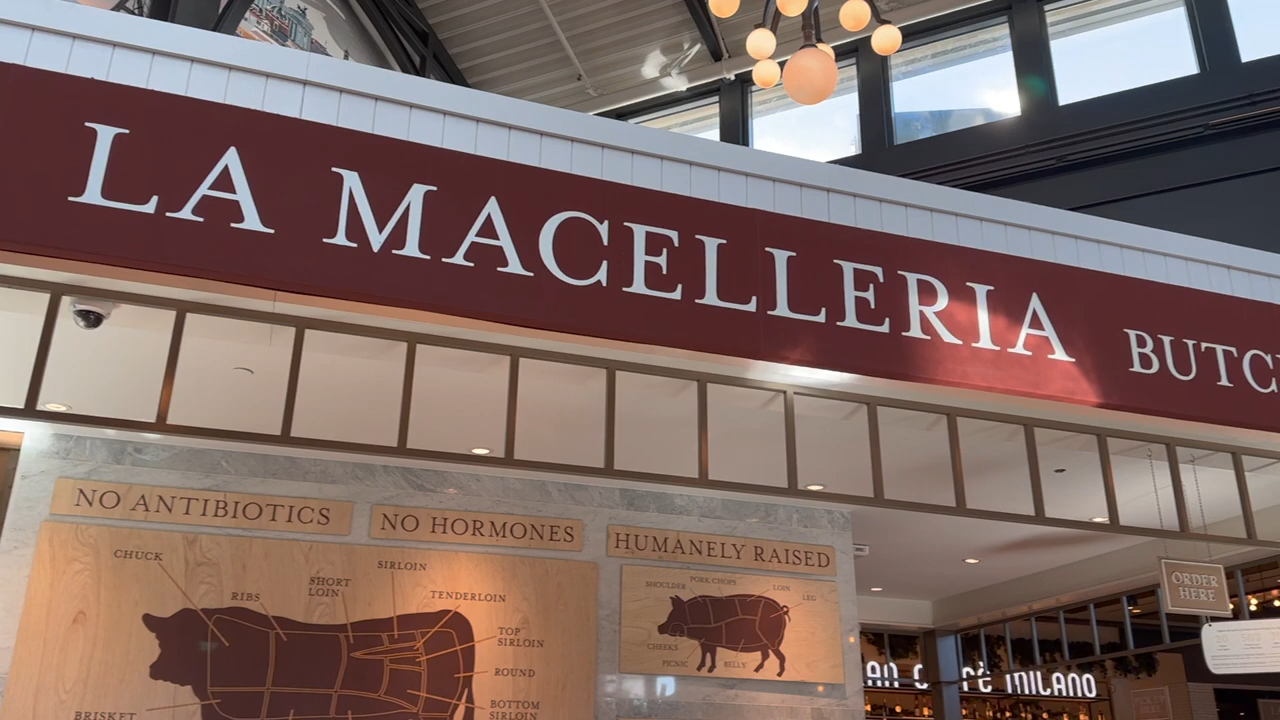 LA MACELLERIA
NO ANTIBIOTICS
NO HORMONES
HUMANELY RAISED
CHUCK
RIBS
SHORT
LOIN
SIRLOIN
TENDERLOIN
TOP
SIRLOIN
ROUND
BOTTOM
SIRLOIN
BRISKET
SHOULDER
PORK CHOPS
LOIN
LEG
CHEEKS
PICNIC
BELLY
ORDER
HERE
MILANO